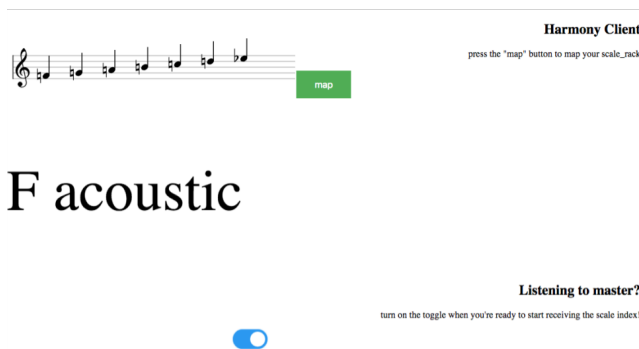 Harmony Client
press the "map" button to map your scale_rack
map
F acoustic
Listening to master?
turn on the toggle when you're ready to start receiving the scale index!